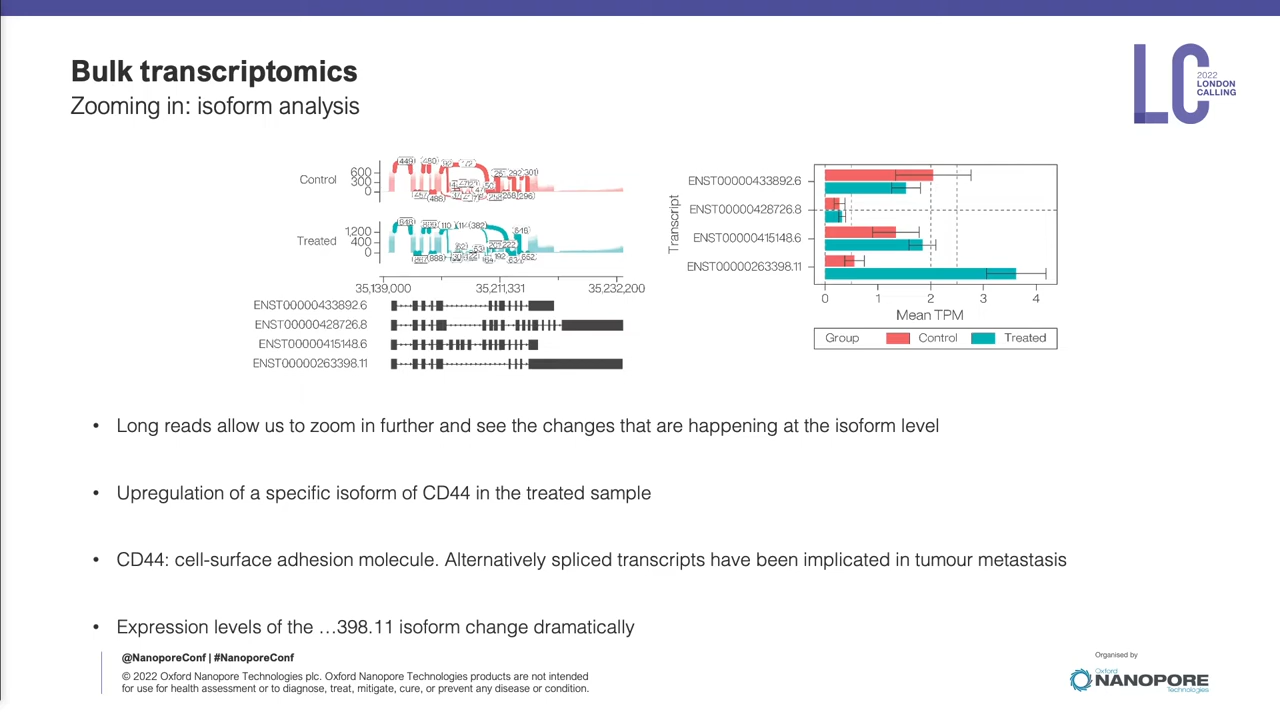 Bulk transcriptomics
Zooming in: isoform analysis
LC
2022
LONDON
CALLING
Control
600
300
0
449
480
Treated
1,200
400
0
648
35,139,000
35,211,331
35,232,200
ENST00000433892.6
ENST00000428726.8
ENST00000415148.6
ENST00000263398.11
Transcript
ENST00000433892.6
ENST00000428726.8
ENST00000415148.6
ENST00000263398.11
0 1 2 3 4
Mean TPM
Group Control Treated
• Long reads allow us to zoom in further and see the changes that are happening at the isoform level
• Upregulation of a specific isoform of CD44 in the treated sample
• CD44: cell-surface adhesion molecule. Alternatively spliced transcripts have been implicated in tumour metastasis
• Expression levels of the …398.11 isoform change dramatically
@NanoporeConf | #NanoporeConf
© 2022 Oxford Nanopore Technologies plc. Oxford Nanopore Technologies products are not intended
for use for health assessment or to diagnose, treat, mitigate, cure, or prevent any disease or condition.
Organised by
Oxford
NANOPORE
Technologies